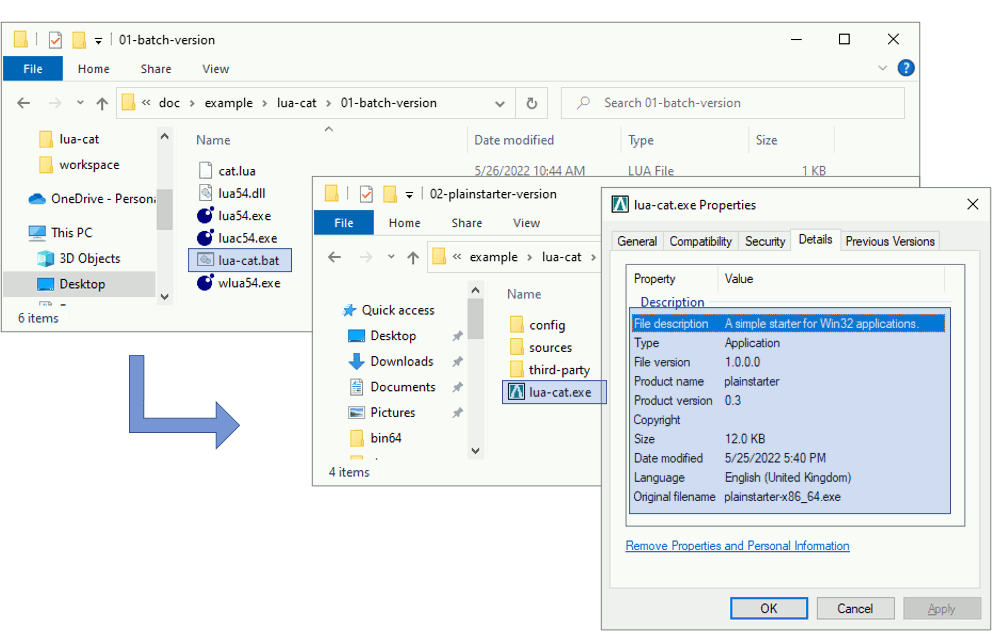 01-batch-version
File Home Share View
« doc › example › lua-cat › 01-batch-version
Search 01-batch-version
lua-cat
workspace
OneDrive - Persona
This PC
3D Objects
Desktop
6 items
Name Date modified Type Size
cat.lua 5/26/2022 10:44 AM LUA File 1 KB
lua54.dll
lua54.exe
luac54.exe
lua-cat.bat
wlua54.exe
02-plainstarter-version
File Home Share View
« example › lua-cat ›
Quick access
Desktop
Downloads
Documents
Pictures
bin64
4 items
Name
config
sources
third-party
lua-cat.exe
lua-cat.exe Properties
General Compatibility Security Details Previous Versions
Property Value
Description
File description A simple starter for Win32 applications.
Type Application
File version 1.0.0.0
Product name plainstarter
Product version 0.3
Copyright
Size 12.0 KB
Date modified 5/25/2022 5:40 PM
Language English (United Kingdom)
Original filename plainstarter-x86_64.exe
Remove Properties and Personal Information
OK Cancel Apply